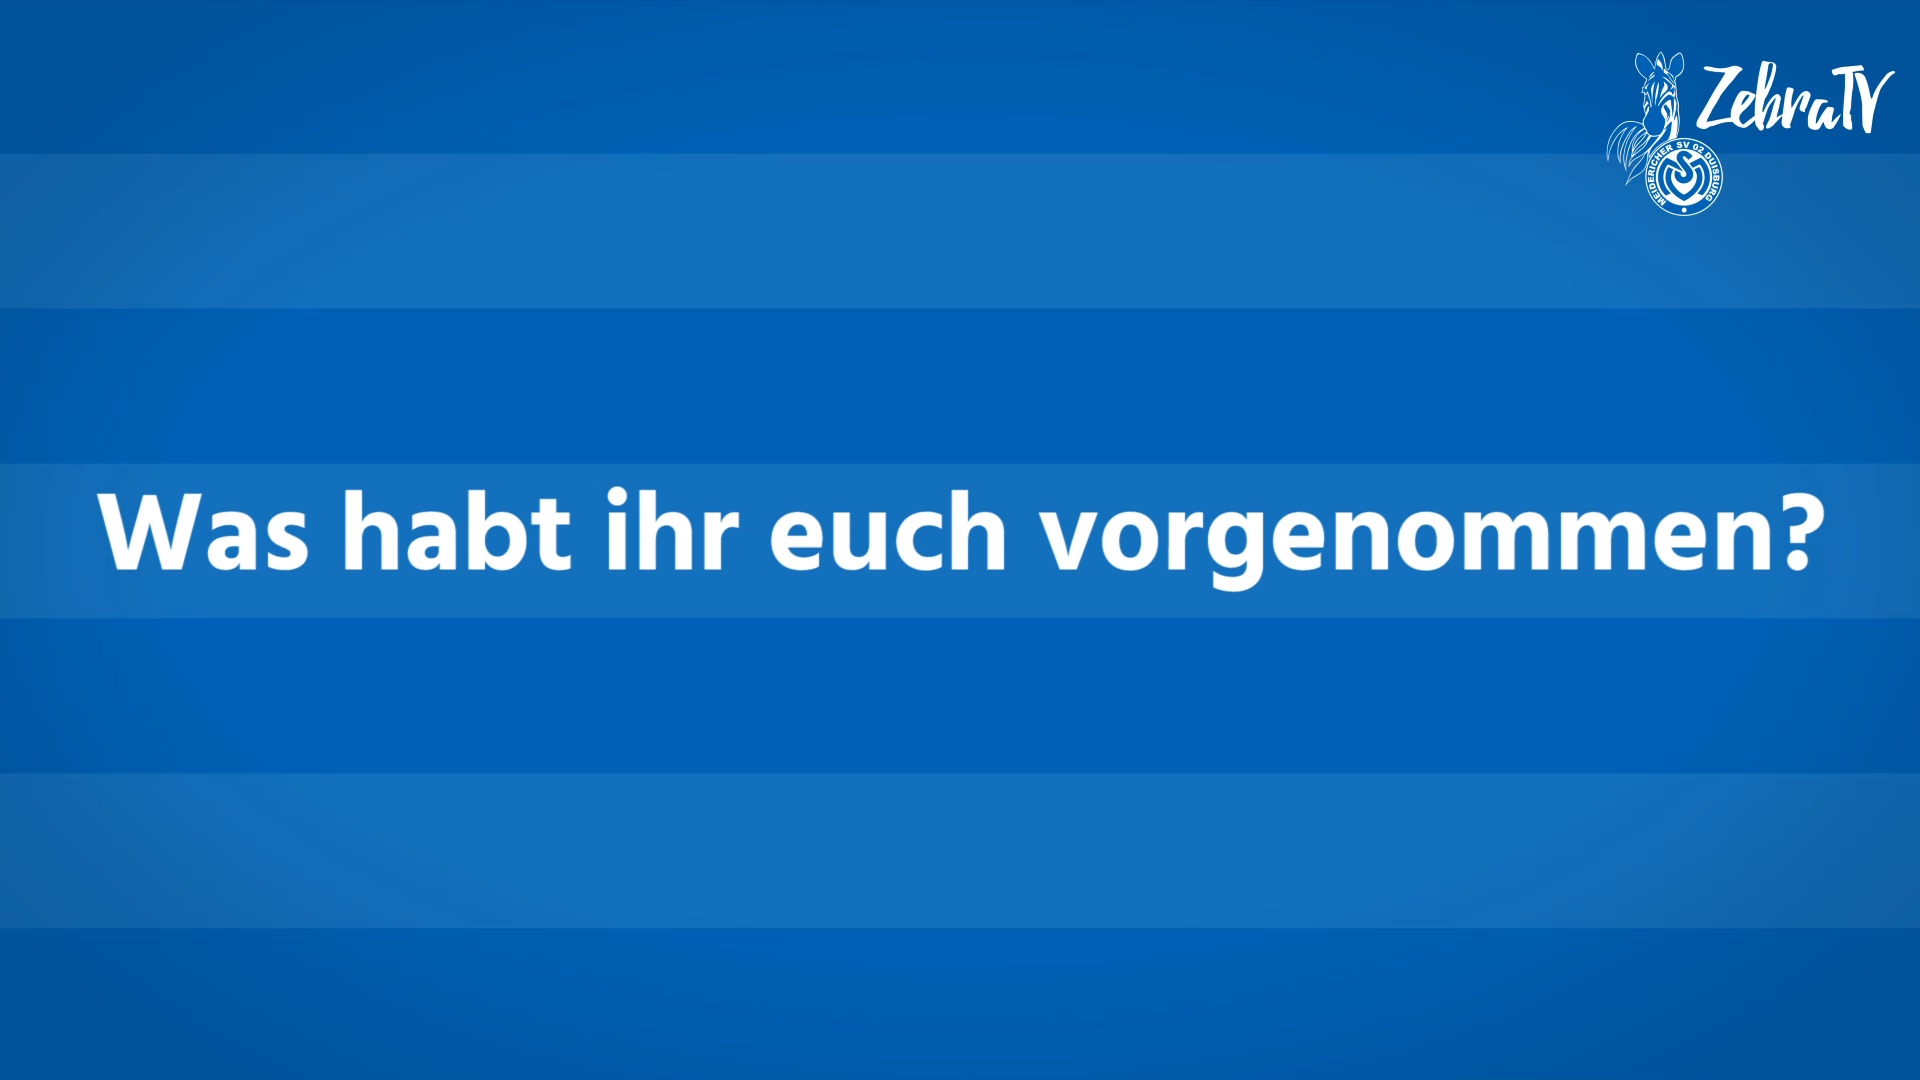 ZebraTV
MEIDERICHER SV 02 DUISBURG
Was habt ihr euch vorgenommen?